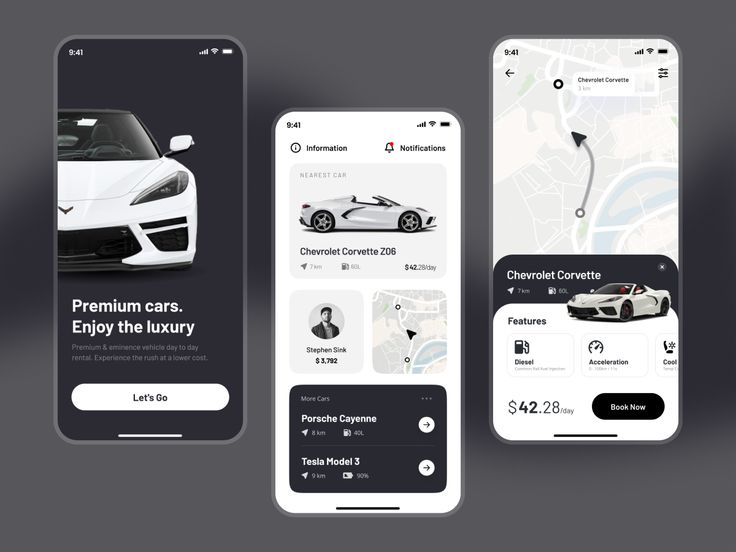 9:41
Premium cars.
Enjoy the luxury
Premium & eminence vehicle day to day
rental. Experience the rush at a lower cost.
Let's Go
9:41
Information
Notifications
NEAREST CAR
Chevrolet Corvette Z06
7 km
60L
$42.28/day
Stephen Sink
$ 3,792
More Cars
Porsche Cayenne
8 km
40L
Tesla Model 3
9 km
90%
9:41
Chevrolet Corvette
3 km
Chevrolet Corvette
7 km
60L
Features
Diesel
Common Rail Fuel Injection
Acceleration
0 - 100km / 11s
Cool
Temp
$42.28/day
Book Now